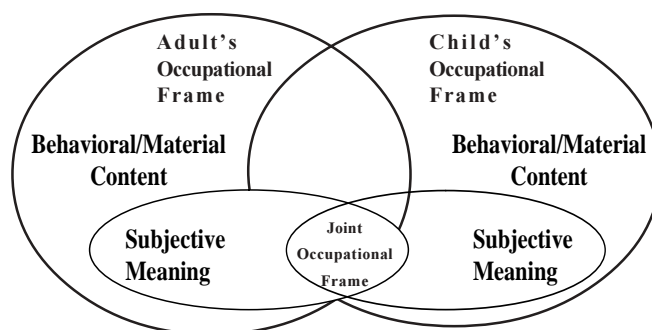 Adult's
Occupational
Frame
Child's
Occupational
Frame
Behavioral/Material
Content
Behavioral/Material
Content
Subjective
Meaning
Joint
Occupational
Frame
Subjective
Meaning